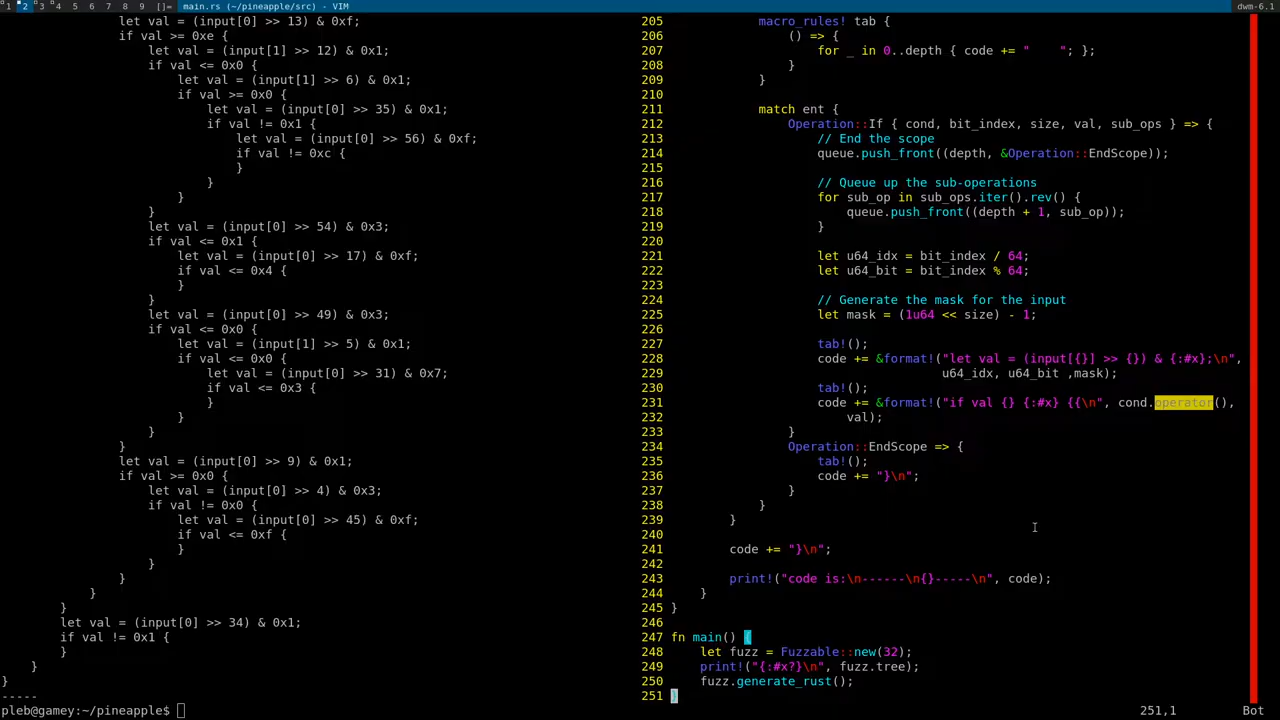 1 2 3 4 5 6 7 8 9 []= main.rs (~/pineapple/src) - VIM dwm-6.1
let val = (input[0] >> 13) & 0xf;
if val >= 0xe {
let val = (input[1] >> 12) & 0x1;
if val <= 0x0 {
let val = (input[1] >> 6) & 0x1;
if val >= 0x0 {
let val = (input[0] >> 35) & 0x1;
if val != 0x1 {
let val = (input[0] >> 56) & 0xf;
if val != 0xc {
}
}
}
}
let val = (input[0] >> 54) & 0x3;
if val <= 0x1 {
let val = (input[0] >> 17) & 0xf;
if val <= 0x4 {
}
}
let val = (input[0] >> 49) & 0x3;
if val <= 0x0 {
let val = (input[1] >> 5) & 0x1;
if val <= 0x0 {
let val = (input[0] >> 31) & 0x7;
if val <= 0x3 {
}
}
}
}
let val = (input[0] >> 9) & 0x1;
if val >= 0x0 {
let val = (input[0] >> 4) & 0x3;
if val != 0x0 {
let val = (input[0] >> 45) & 0xf;
if val <= 0xf {
}
}
}
}
}
let val = (input[0] >> 34) & 0x1;
if val != 0x1 {
}
}
}
-----
pleb@gamey:~/pineapple$
205 macro_rules! tab {
206 () => {
207 for _ in 0..depth { code += "    "; };
208 }
209 }
210
211 match ent {
212 Operation::If { cond, bit_index, size, val, sub_ops } => {
213 // End the scope
214 queue.push_front((depth, &Operation::EndScope));
215
216 // Queue up the sub-operations
217 for sub_op in sub_ops.iter().rev() {
218 queue.push_front((depth + 1, sub_op));
219 }
220
221 let u64_idx = bit_index / 64;
222 let u64_bit = bit_index % 64;
223
224 // Generate the mask for the input
225 let mask = (1u64 << size) - 1;
226
227 tab!();
228 code += &format!("let val = (input[{}] >> {}) & {:#x};\n",
229 u64_idx, u64_bit ,mask);
230 tab!();
231 code += &format!("if val {} {:#x} {{\n", cond.operator(),
232 val);
233 }
234 Operation::EndScope => {
235 tab!();
236 code += "}\n";
237 }
238 }
239 }
240
241 code += "}\n";
242
243 print!("code is:\n------\n{}-----\n", code);
244 }
245 }
246
247 fn main() {
248 let fuzz = Fuzzable::new(32);
249 print!("{:#x?}\n", fuzz.tree);
250 fuzz.generate_rust();
251 }
251,1 Bot